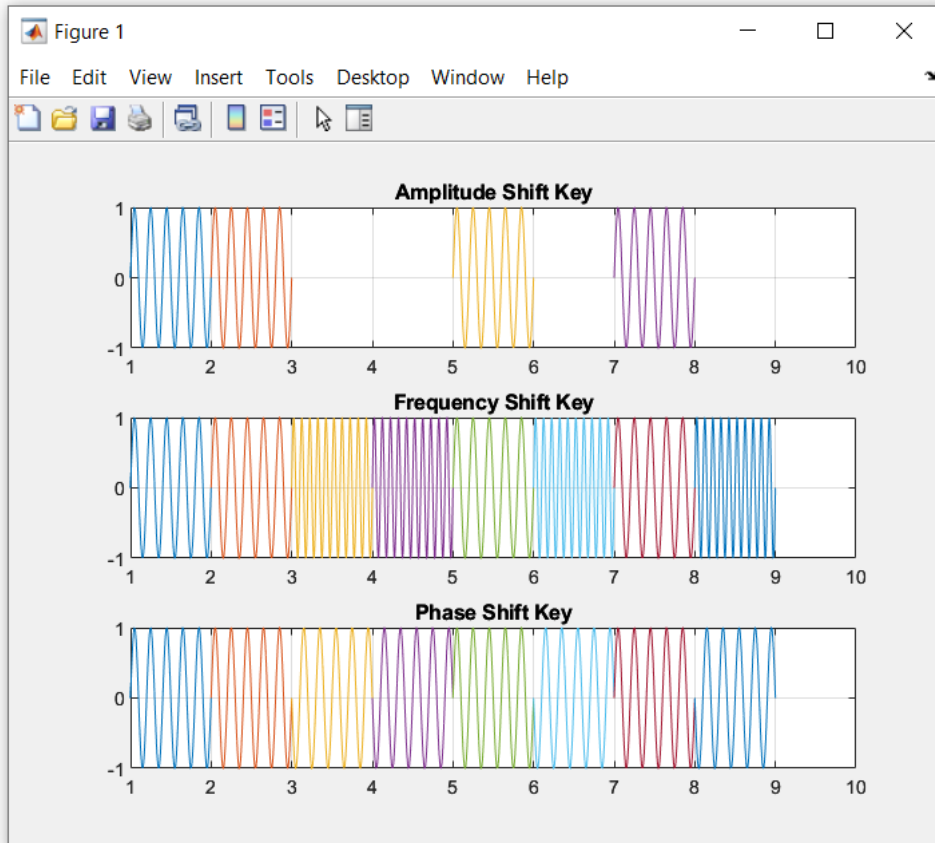 Figure 1
File Edit View Insert Tools Desktop Window Help
Amplitude Shift Key
1
0
-1
1 2 3 4 5 6 7 8 9 10
Frequency Shift Key
1
0
-1
1 2 3 4 5 6 7 8 9 10
Phase Shift Key
1
0
-1
1 2 3 4 5 6 7 8 9 10